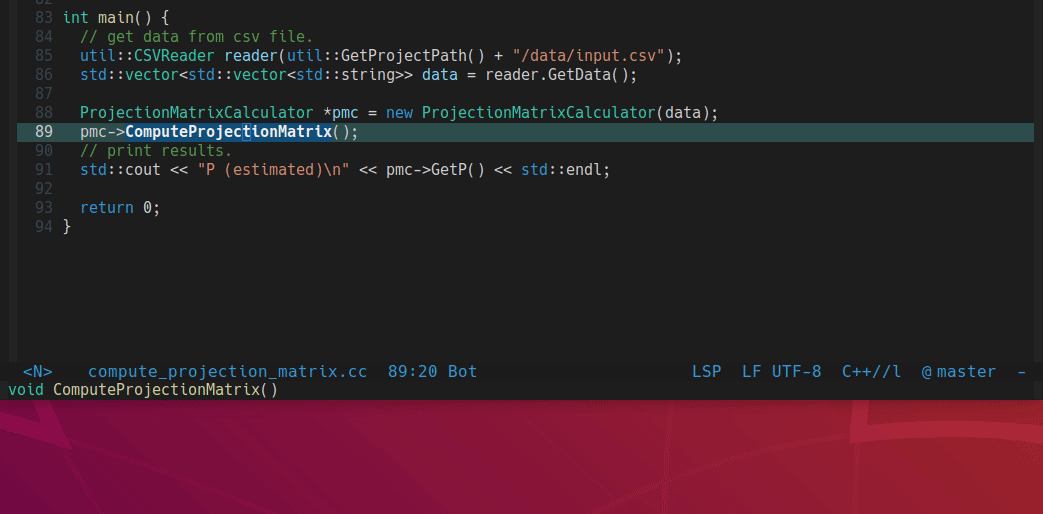 82
83 int main() {
84   // get data from csv file.
85   util::CSVReader reader(util::GetProjectPath() + "/data/input.csv");
86   std::vector<std::vector<std::string>> data = reader.GetData();
87
88   ProjectionMatrixCalculator *pmc = new ProjectionMatrixCalculator(data);
89   pmc->ComputeProjectionMatrix();
90   // print results.
91   std::cout << "P (estimated)\n" << pmc->GetP() << std::endl;
92
93   return 0;
94 }
<N> compute_projection_matrix.cc 89:20 Bot LSP LF UTF-8 C++//l @master -
void ComputeProjectionMatrix()